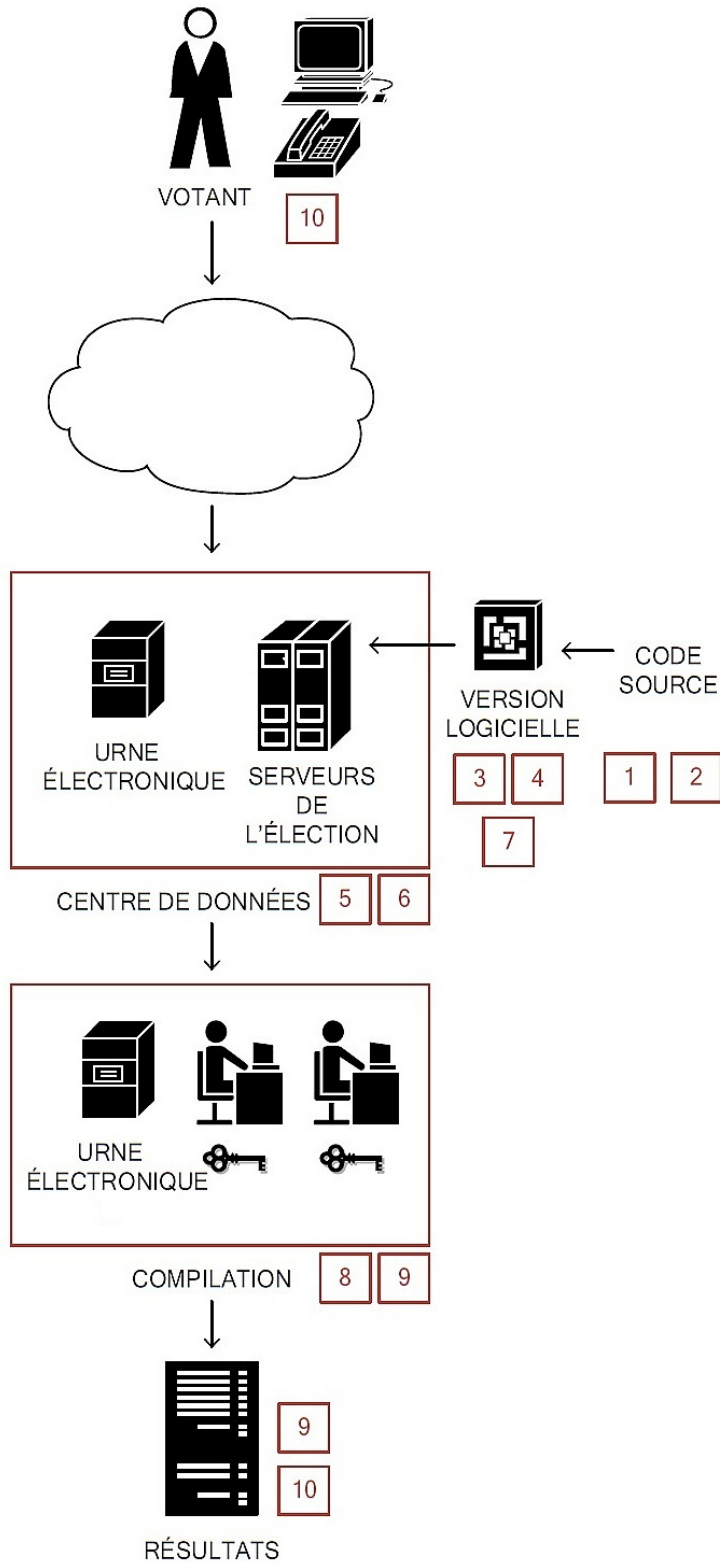 VOTANT
10
URNE
ÉLECTRONIQUE
SERVEURS
DE
L'ÉLECTION
VERSION
LOGICIELLE
CODE
SOURCE
3 4
1 2
7
CENTRE DE DONNÉES 5 6
URNE
ÉLECTRONIQUE
COMPILATION 8 9
9
10
RÉSULTATS